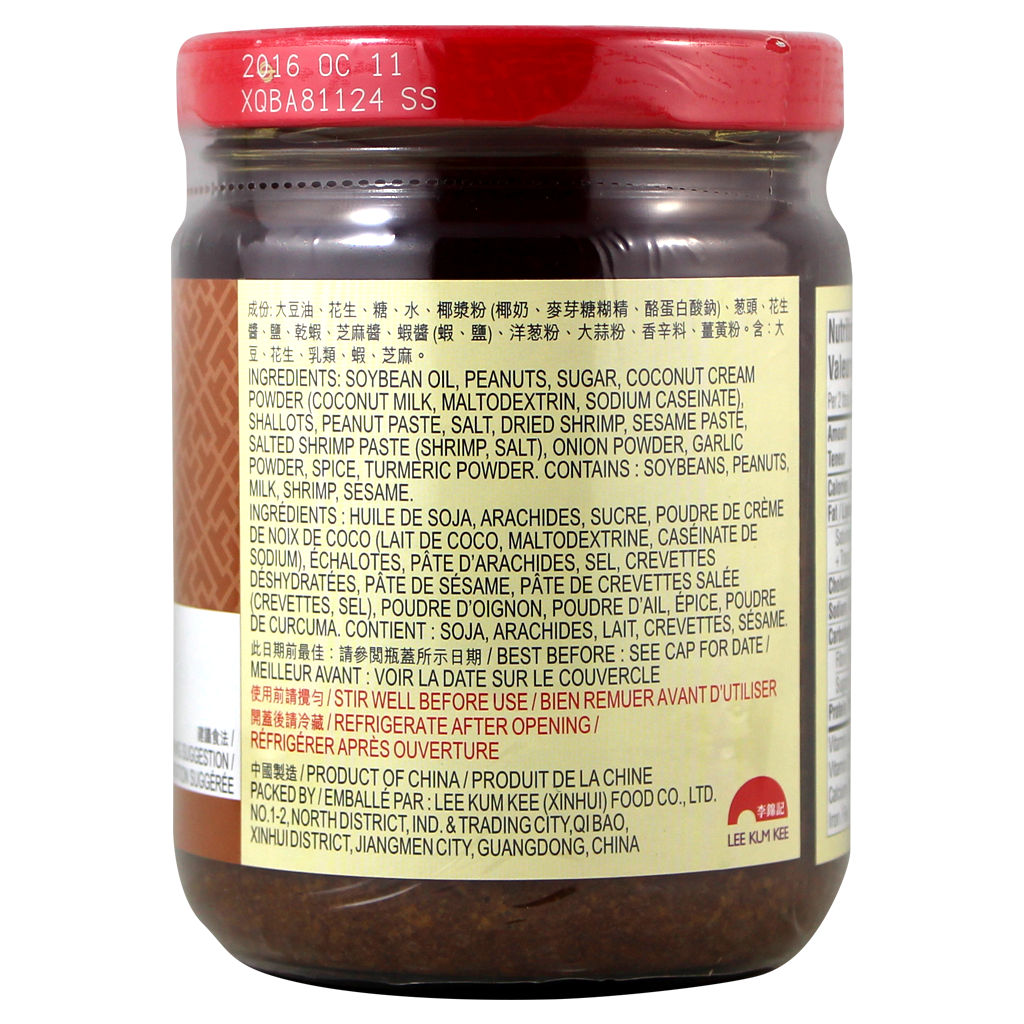 2016 OC 11
XQBA81124 SS
成份: 大豆油、花生、糖、水、椰漿粉 (椰奶、麥芽糖糊精、酪蛋白酸鈉)、葱頭、花生
醬、鹽、乾蝦、芝麻醬、蝦醬 (蝦、鹽)、洋葱粉、大蒜粉、香辛料、薑黃粉。含: 大
豆、花生、乳類、蝦、芝麻。
INGREDIENTS: SOYBEAN OIL, PEANUTS, SUGAR, COCONUT CREAM
POWDER (COCONUT MILK, MALTODEXTRIN, SODIUM CASEINATE),
SHALLOTS, PEANUT PASTE, SALT, DRIED SHRIMP, SESAME PASTE,
SALTED SHRIMP PASTE (SHRIMP, SALT), ONION POWDER, GARLIC
POWDER, SPICE, TURMERIC POWDER. CONTAINS : SOYBEANS, PEANUTS,
MILK, SHRIMP, SESAME.
INGRÉDIENTS : HUILE DE SOJA, ARACHIDES, SUCRE, POUDRE DE CRÈME
DE NOIX DE COCO (LAIT DE COCO, MALTODEXTRINE, CASÉINATE DE
SODIUM), ÉCHALOTES, PÂTE D'ARACHIDES, SEL, CREVETTES
DÉSHYDRATÉES, PÂTE DE SÉSAME, PÂTE DE CREVETTES SALÉE
(CREVETTES, SEL), POUDRE D'OIGNON, POUDRE D'AIL, ÉPICE, POUDRE
DE CURCUMA. CONTIENT : SOJA, ARACHIDES, LAIT, CREVETTES, SÉSAME.
此日期前最佳：請參閱瓶蓋所示日期 / BEST BEFORE : SEE CAP FOR DATE /
MEILLEUR AVANT : VOIR LA DATE SUR LE COUVERCLE
使用前請攪勻 / STIR WELL BEFORE USE / BIEN REMUER AVANT D'UTILISER
開蓋後請冷藏 / REFRIGERATE AFTER OPENING /
RÉFRIGÉRER APRÈS OUVERTURE
中國製造 / PRODUCT OF CHINA / PRODUIT DE LA CHINE
PACKED BY / EMBALLÉ PAR : LEE KUM KEE (XINHUI) FOOD CO., LTD.
NO.1-2, NORTH DISTRICT, IND. & TRADING CITY, QI BAO,
XINHUI DISTRICT, JIANGMEN CITY, GUANGDONG, CHINA
李錦記
LEE KUM KEE
建議食法 /
SUGGESTION /
SUGGÉRÉE
Per 2
Amount
Teneur